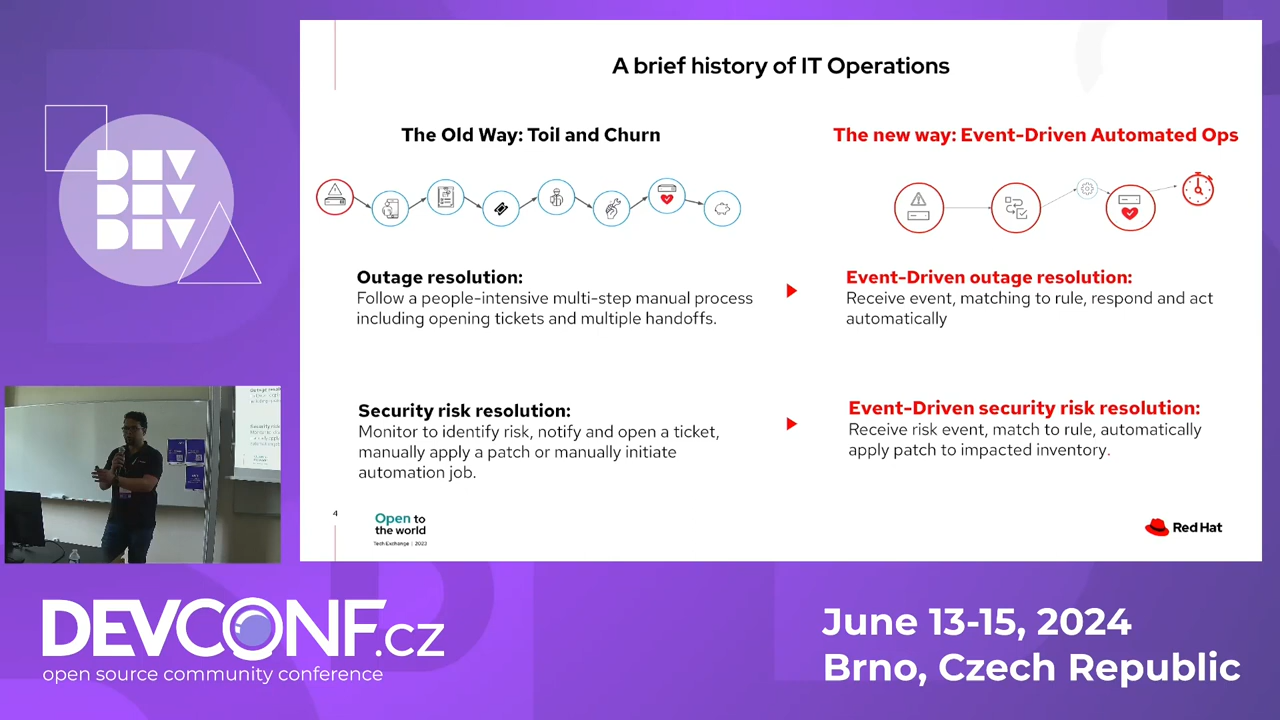 DEV
DEV
DEV
A brief history of IT Operations
The Old Way: Toil and Churn
Outage resolution:
Follow a people-intensive multi-step manual process
including opening tickets and multiple handoffs.
Security risk resolution:
Monitor to identify risk, notify and open a ticket,
manually apply a patch or manually initiate
automation job.
The new way: Event-Driven Automated Ops
Event-Driven outage resolution:
Receive event, matching to rule, respond and act
automatically
Event-Driven security risk resolution:
Receive risk event, match to rule, automatically
apply patch to impacted inventory.
4
Open to
the world
Tech Exchange | 2023
Red Hat
DEVCONF.cz
open source community conference
June 13-15, 2024
Brno, Czech Republic